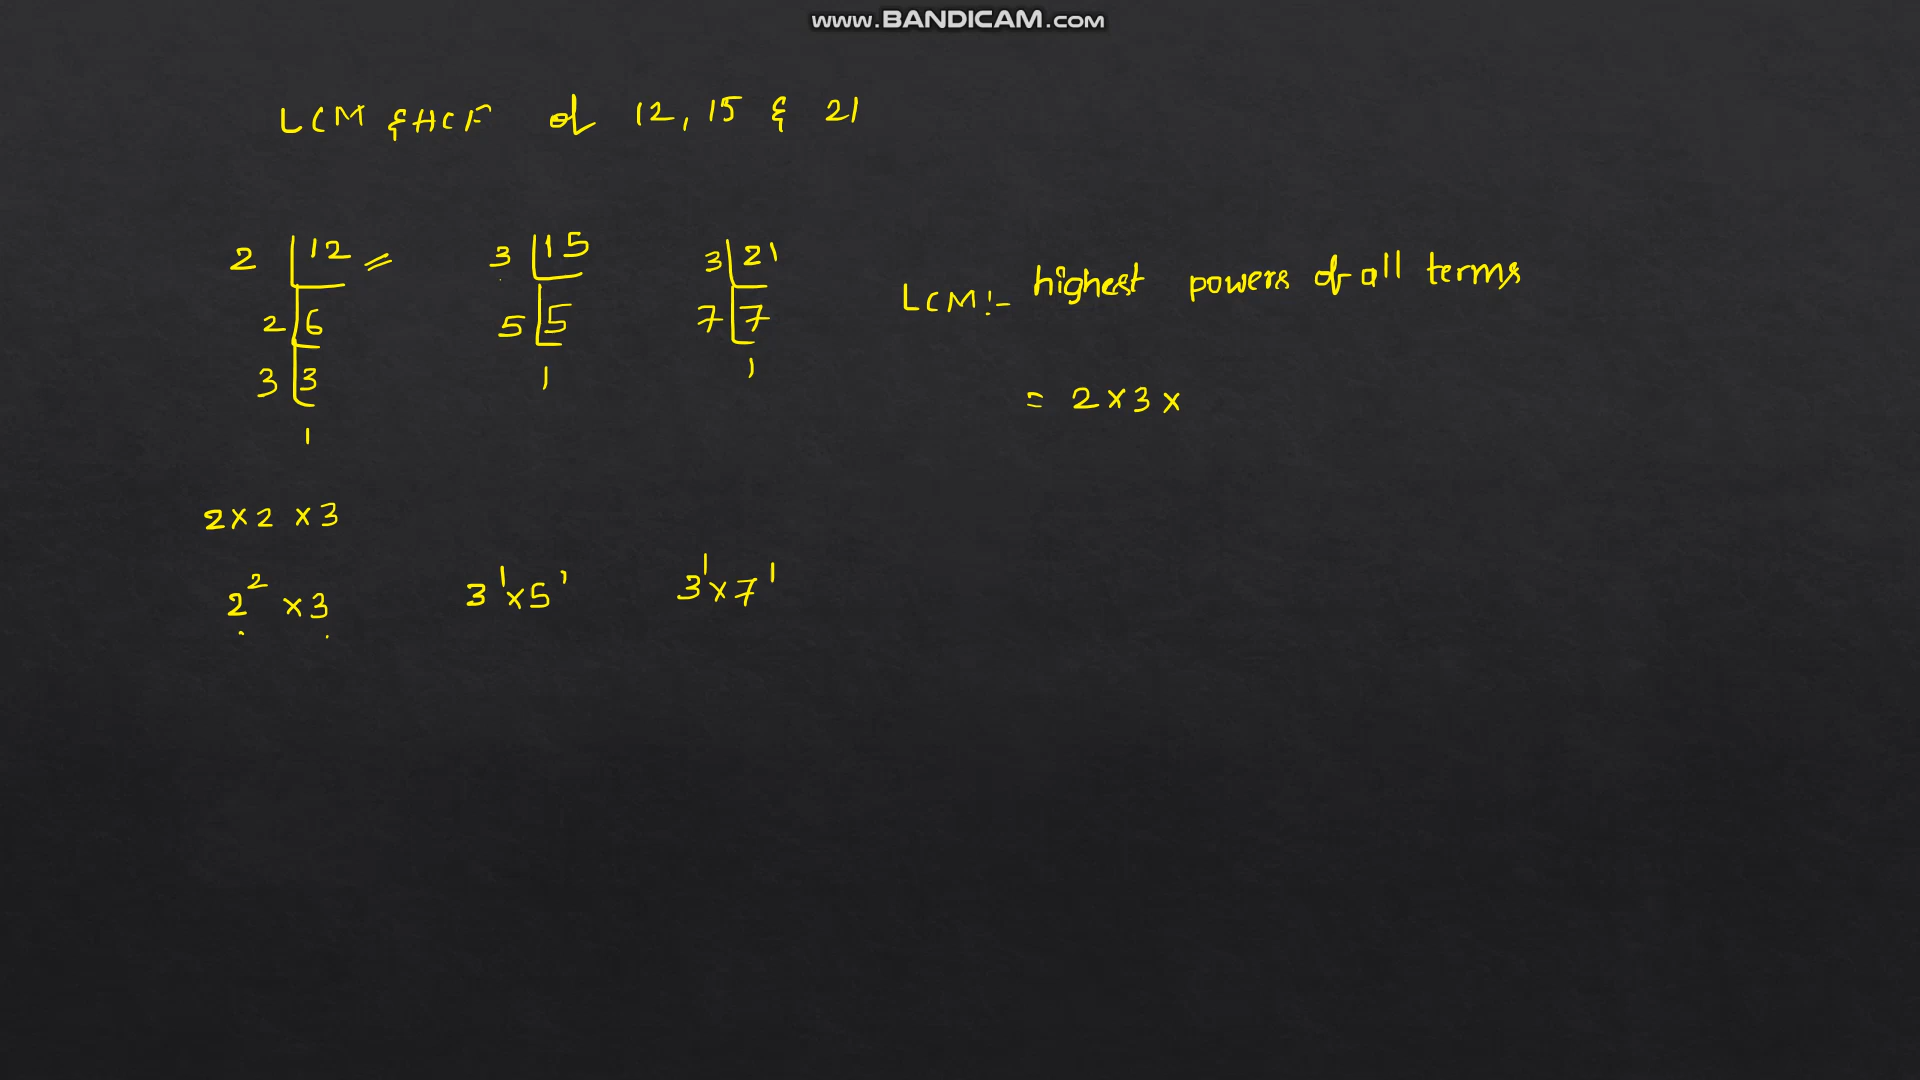 www.BANDICAM.com
LCM & HCF of 12, 15 & 21
2 | 12 =
2 | 6
3 | 3
1
3 | 15
5 | 5
1
3 | 21
7 | 7
1
2 × 2 × 3
2² × 3
3¹ × 5¹
3¹ × 7¹
LCM :- highest powers of all terms
= 2 × 3 ×